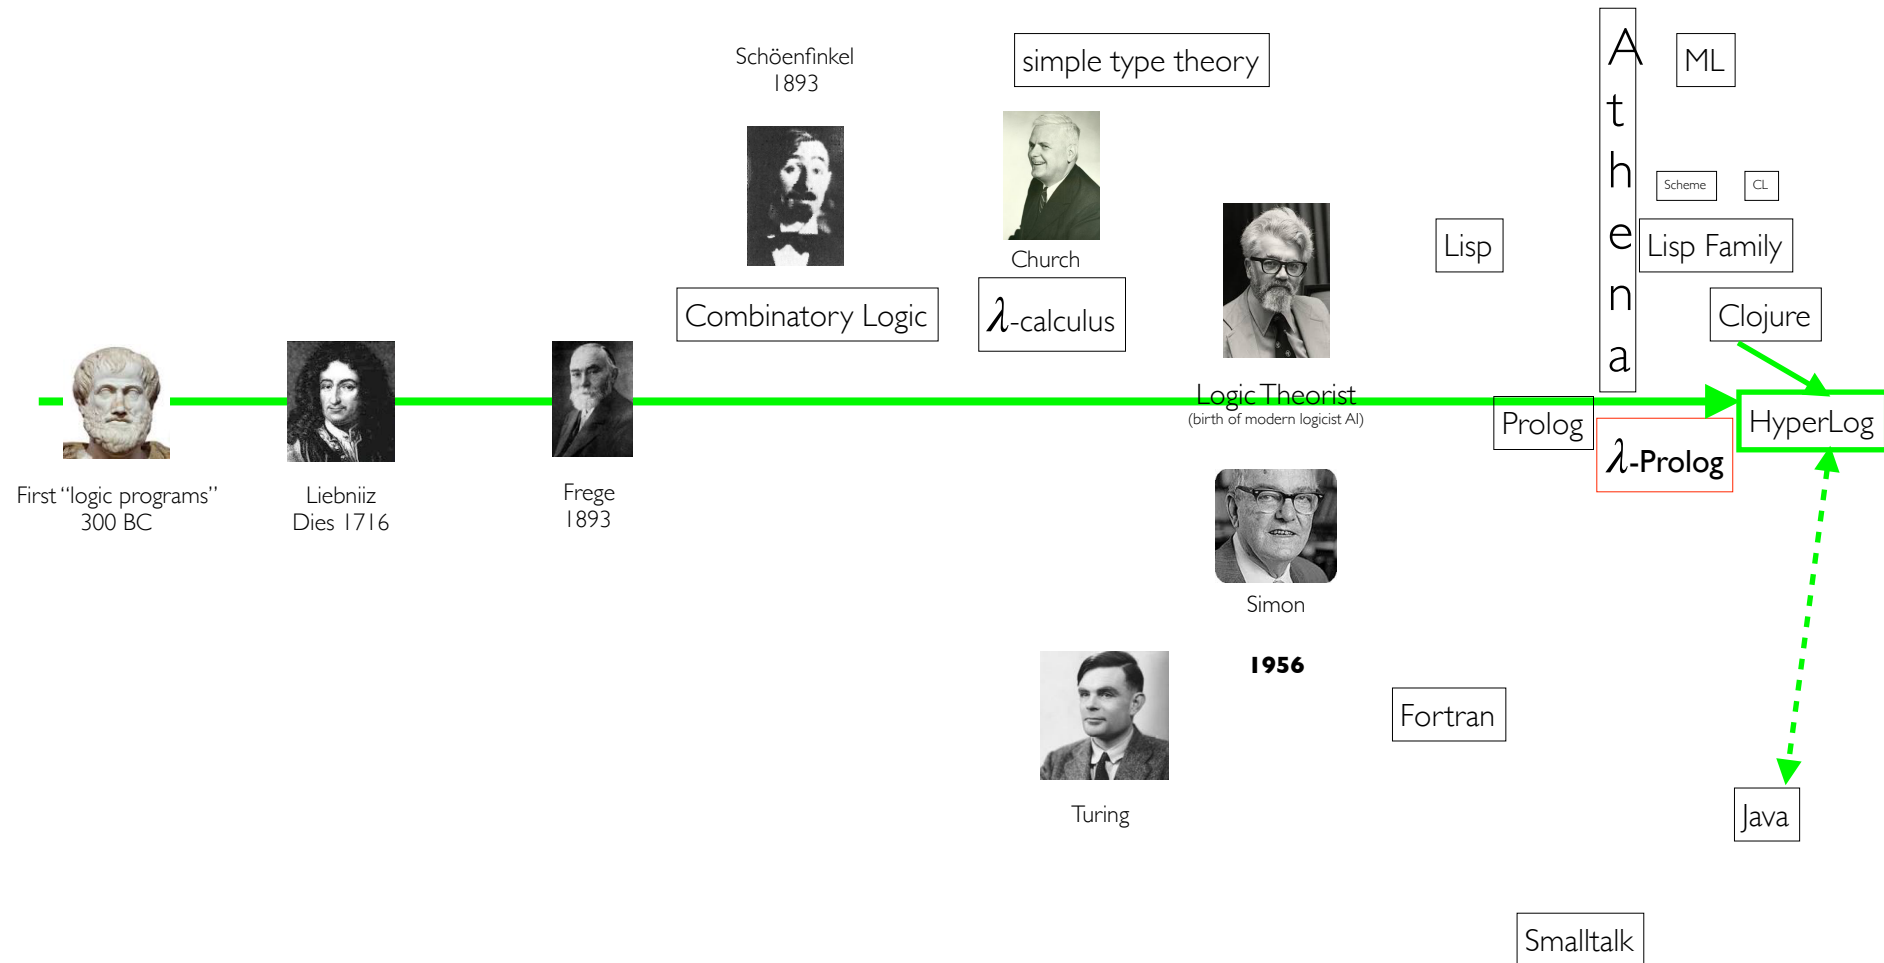 Schöenfinkel
1893
simple type theory
Athena
ML
Scheme
CL
Church
Lisp
Lisp Family
Combinatory Logic
λ-calculus
Clojure
Logic Theorist
(birth of modern logicist AI)
Prolog
HyperLog
λ-Prolog
First “logic programs”
300 BC
Liebniiz
Dies 1716
Frege
1893
Simon
1956
Fortran
Turing
Java
Smalltalk